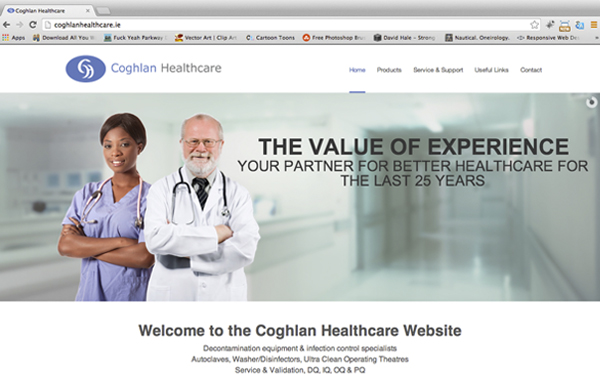 Coghlan Healthcare
coghlanhealthcare.ie
Apps Download All You W Fuck Yeah Parkway / Vector Art | Clip Art Cartoon Toons Free Photoshop Brus David Hale – Strong Nautical. Oneirology. <> Responsive Web De
Coghlan Healthcare
Home Products Service & Support Useful Links Contact
THE VALUE OF EXPERIENCE
YOUR PARTNER FOR BETTER HEALTHCARE FOR
THE LAST 25 YEARS
Welcome to the Coghlan Healthcare Website
Decontamination equipment & infection control specialists
Autoclaves, Washer/Disinfectors, Ultra Clean Operating Theatres
Service & Validation, DQ, IQ, OQ & PQ